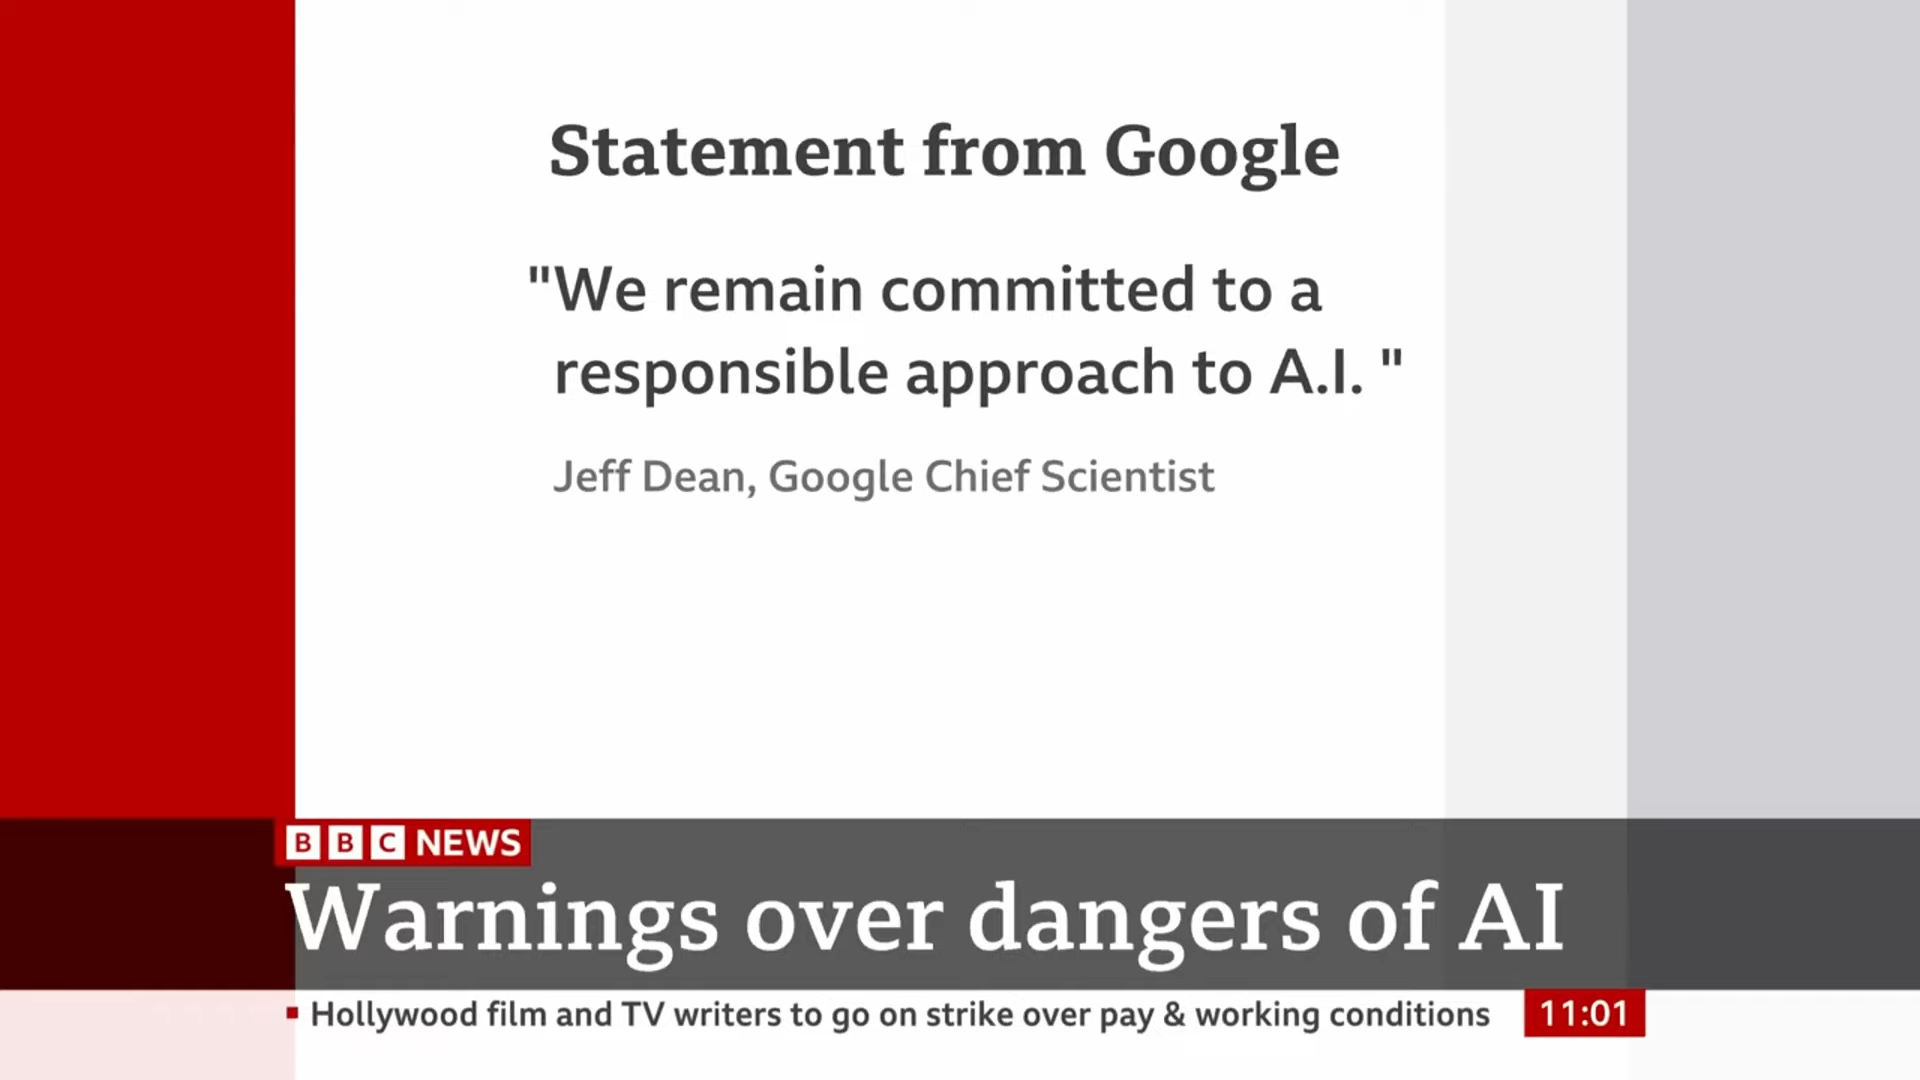 Statement from Google
"We remain committed to a
responsible approach to A.I. "
Jeff Dean, Google Chief Scientist
BBC NEWS
Warnings over dangers of AI
Hollywood film and TV writers to go on strike over pay & working conditions
11:01